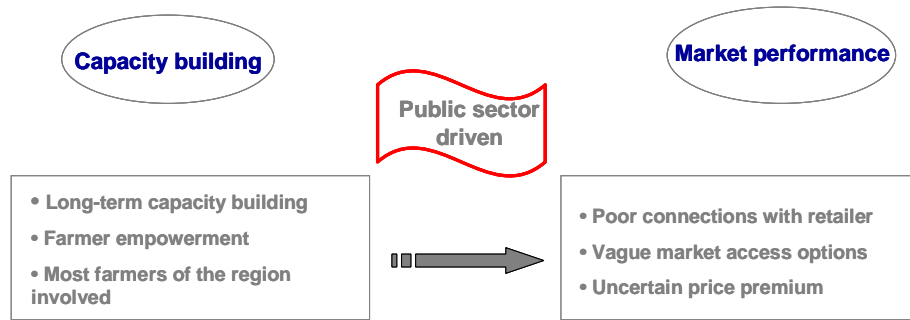 Capacity building
Market performance
Public sector
driven
• Long-term capacity building
• Farmer empowerment
• Most farmers of the region
involved
• Poor connections with retailer
• Vague market access options
• Uncertain price premium